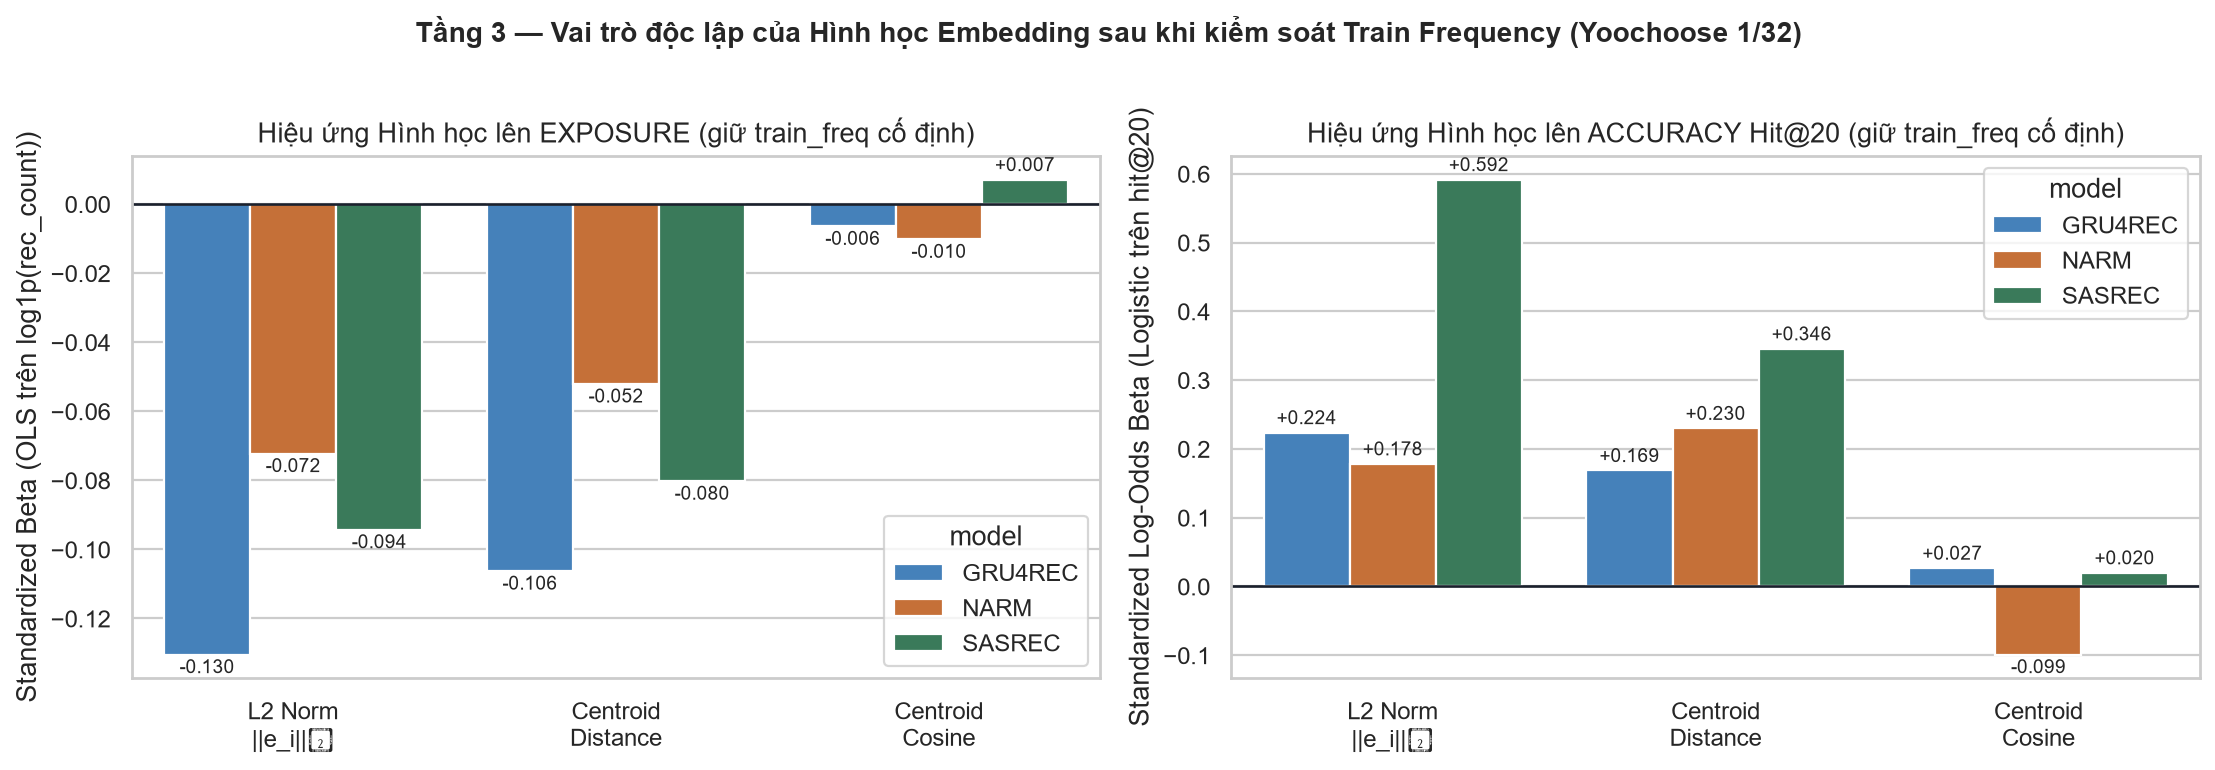 Tầng 3 — Vai trò độc lập của Hình học Embedding sau khi kiểm soát Train Frequency (Yoochoose 1/32)
Hiệu ứng Hình học lên EXPOSURE (giữ train_freq cố định)
Standardized Beta (OLS trên log1p(rec_count))
0.00
−0.02
−0.04
−0.06
−0.08
−0.10
−0.12
-0.130
-0.072
-0.094
-0.106
-0.052
-0.080
-0.006
-0.010
+0.007
model
GRU4REC
NARM
SASREC
L2 Norm
||e_i||₂
Centroid
Distance
Centroid
Cosine
Hiệu ứng Hình học lên ACCURACY Hit@20 (giữ train_freq cố định)
Standardized Log-Odds Beta (Logistic trên hit@20)
0.6
0.5
0.4
0.3
0.2
0.1
0.0
−0.1
+0.224
+0.178
+0.592
+0.169
+0.230
+0.346
+0.027
-0.099
+0.020
model
GRU4REC
NARM
SASREC
L2 Norm
||e_i||₂
Centroid
Distance
Centroid
Cosine